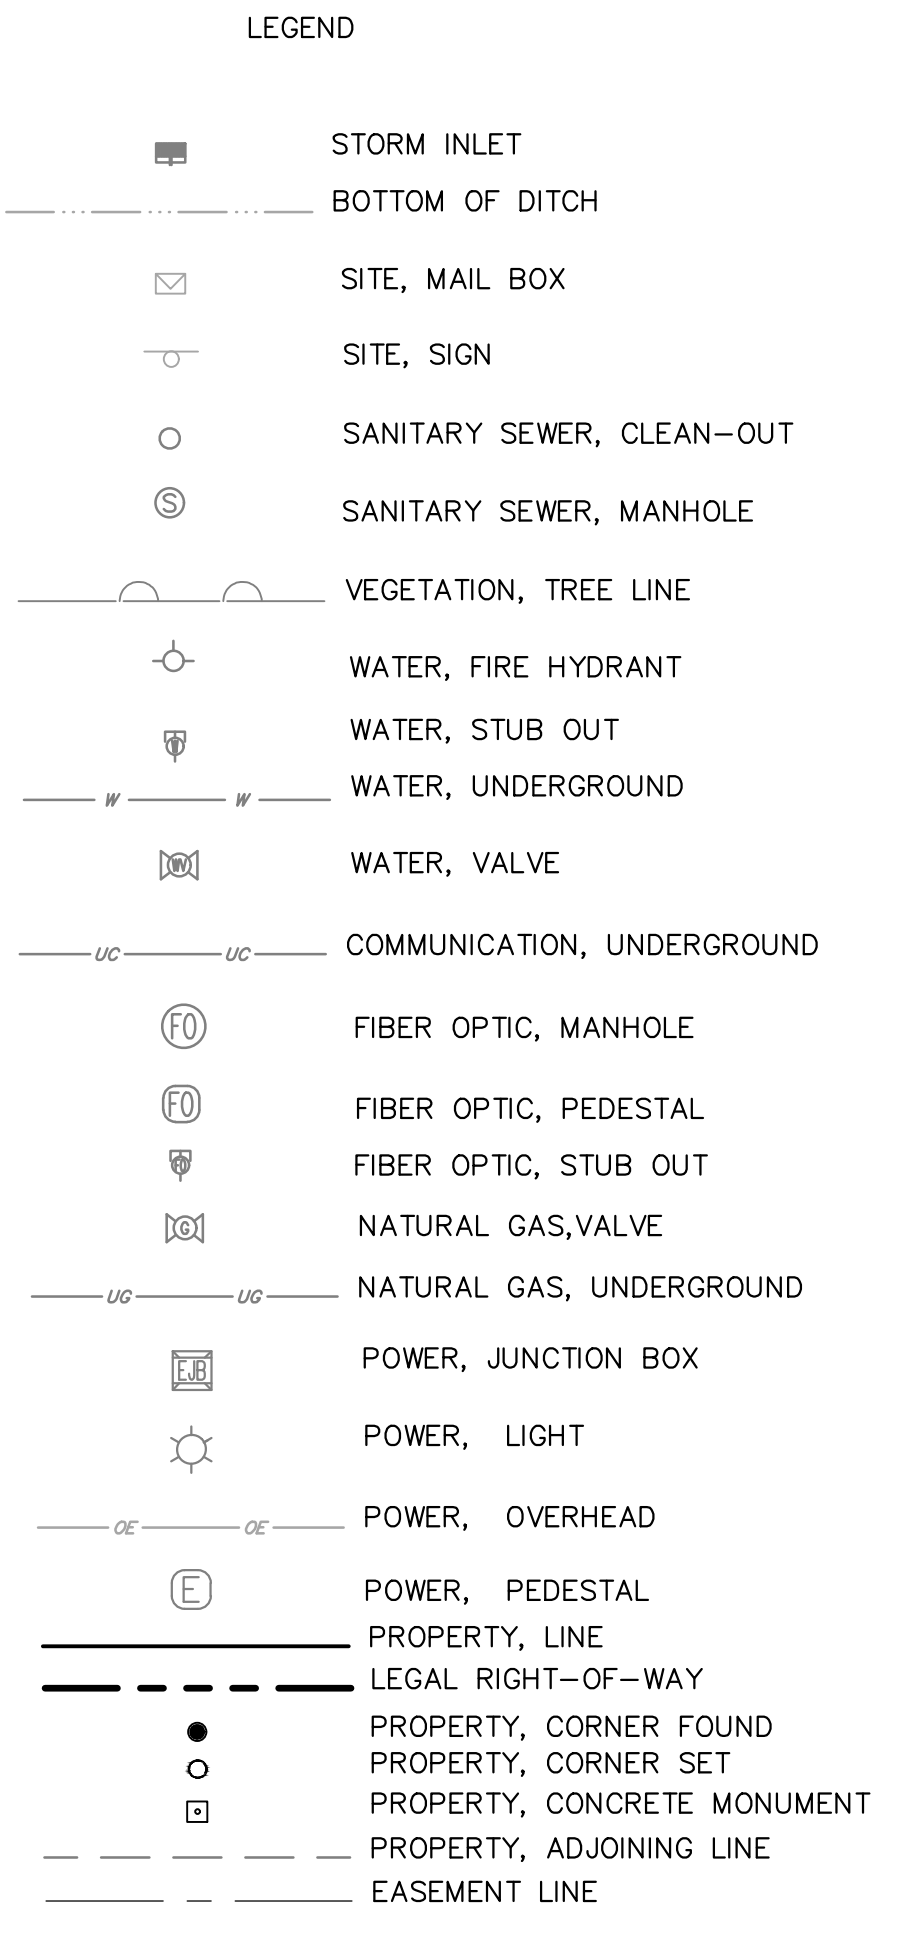 LEGEND
STORM INLET
BOTTOM OF DITCH
SITE, MAIL BOX
SITE, SIGN
SANITARY SEWER, CLEAN-OUT
S SANITARY SEWER, MANHOLE
VEGETATION, TREE LINE
WATER, FIRE HYDRANT
W WATER, STUB OUT
W W WATER, UNDERGROUND
WV WATER, VALVE
UC UC COMMUNICATION, UNDERGROUND
FO FIBER OPTIC, MANHOLE
FO FIBER OPTIC, PEDESTAL
FO FIBER OPTIC, STUB OUT
G NATURAL GAS,VALVE
UG UG NATURAL GAS, UNDERGROUND
EJB POWER, JUNCTION BOX
POWER, LIGHT
OE OE POWER, OVERHEAD
E POWER, PEDESTAL
PROPERTY, LINE
LEGAL RIGHT-OF-WAY
PROPERTY, CORNER FOUND
PROPERTY, CORNER SET
PROPERTY, CONCRETE MONUMENT
PROPERTY, ADJOINING LINE
EASEMENT LINE